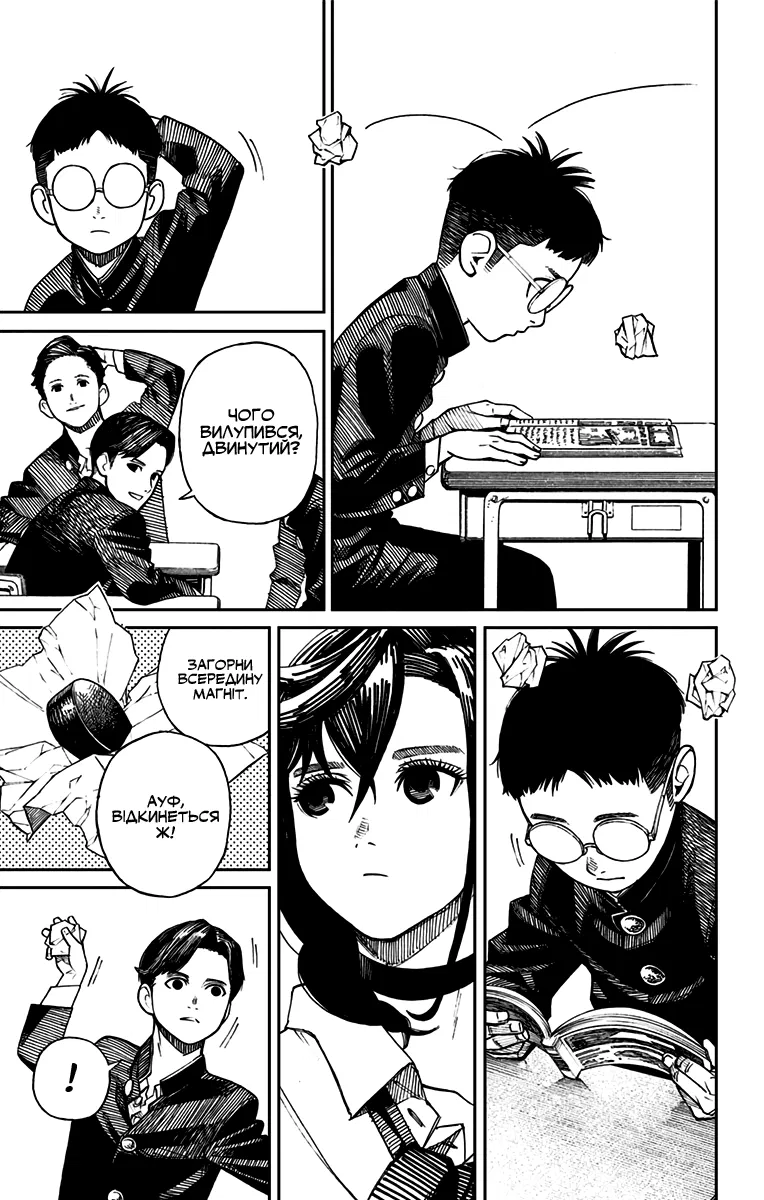 ЧОГО
ВИЛУПИВСЯ,
ДВИНУТИЙ?
ЗАГОРНИ
ВСЕРЕДИНУ
МАГНІТ.
АУФ,
ВІДКИНЕТЬСЯ
Ж!
!